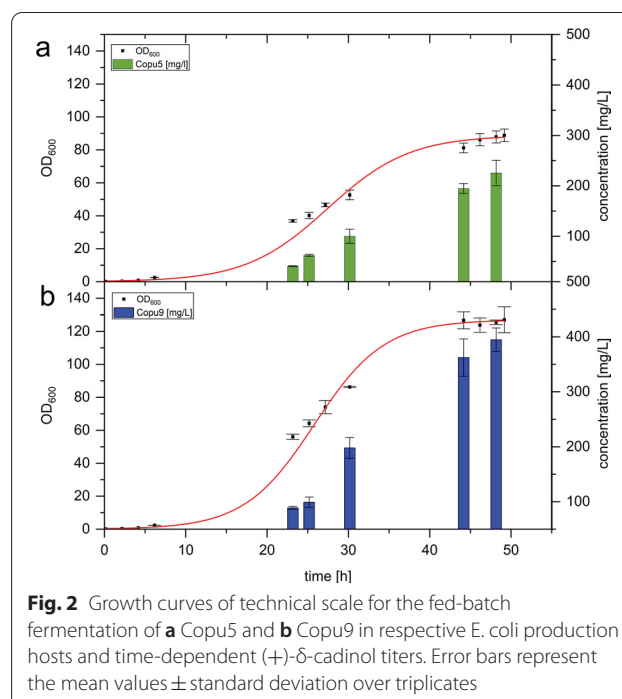 a
OD600
Copu5 [mg/l]
140
120
100
80
60
40
20
0
OD600
500
400
300
200
100
concentration [mg/L]
b
OD600
Copu9 [mg/L]
140
120
100
80
60
40
20
0
OD600
500
400
300
200
100
concentration [mg/L]
0 10 20 30 40 50
time [h]
Fig. 2 Growth curves of technical scale for the fed-batch
fermentation of a Copu5 and b Copu9 in respective E. coli production
hosts and time-dependent (+)-δ-cadinol titers. Error bars represent
the mean values ± standard deviation over triplicates